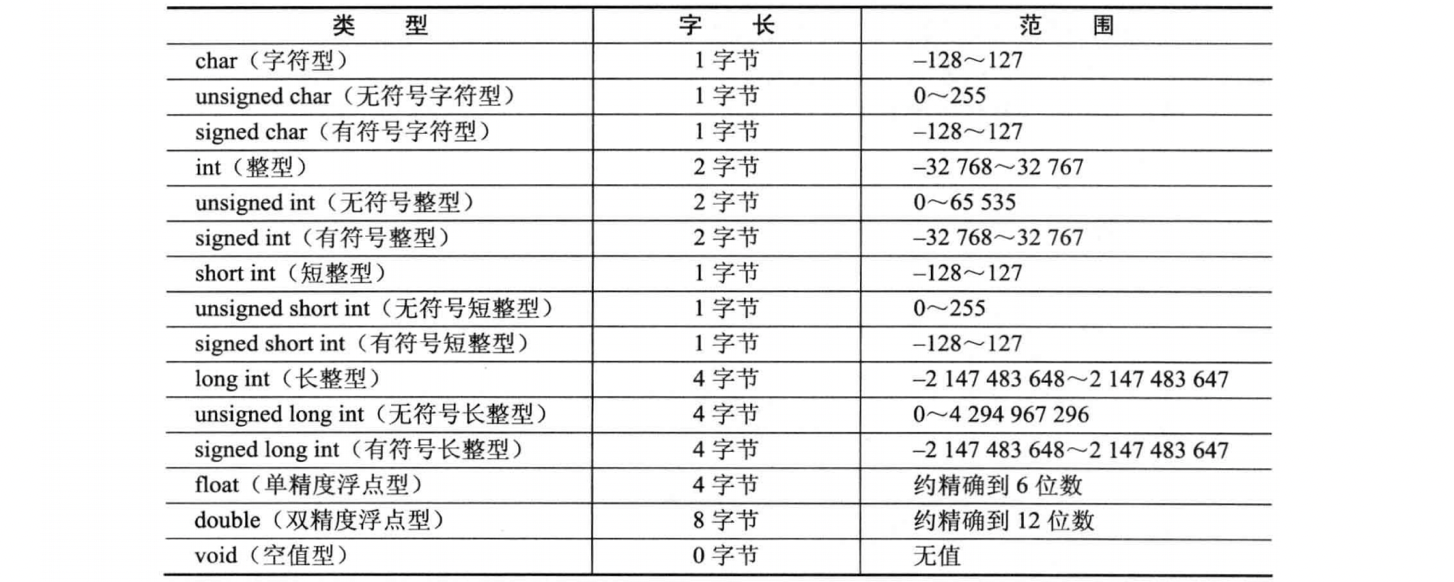 类 型 字 长 范 围
char（字符型） 1 字节 –128～127
unsigned char（无符号字符型） 1 字节 0～255
signed char（有符号字符型） 1 字节 –128～127
int（整型） 2 字节 –32 768～32 767
unsigned int（无符号整型） 2 字节 0～65 535
signed int（有符号整型） 2 字节 –32 768～32 767
short int（短整型） 1 字节 –128～127
unsigned short int（无符号短整型） 1 字节 0～255
signed short int（有符号短整型） 1 字节 –128～127
long int（长整型） 4 字节 –2 147 483 648～2 147 483 647
unsigned long int（无符号长整型） 4 字节 0～4 294 967 296
signed long int（有符号长整型） 4 字节 –2 147 483 648～2 147 483 647
float（单精度浮点型） 4 字节 约精确到 6 位数
double（双精度浮点型） 8 字节 约精确到 12 位数
void（空值型） 0 字节 无值